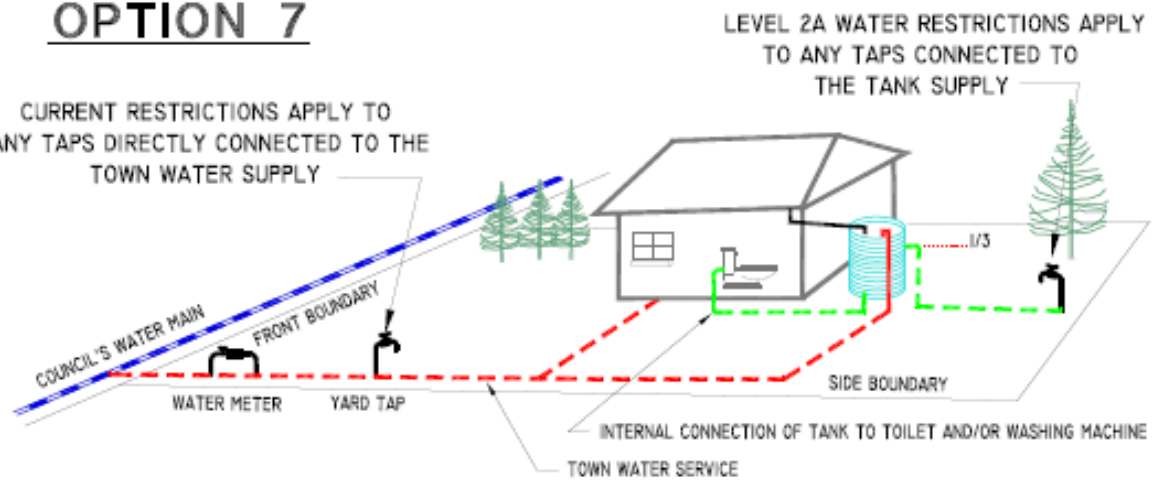 OPTION 7
LEVEL 2A WATER RESTRICTIONS APPLY
TO ANY TAPS CONNECTED TO
THE TANK SUPPLY
CURRENT RESTRICTIONS APPLY TO
ANY TAPS DIRECTLY CONNECTED TO THE
TOWN WATER SUPPLY
1/3
COUNCIL'S WATER MAIN
FRONT BOUNDARY
WATER METER
YARD TAP
SIDE BOUNDARY
INTERNAL CONNECTION OF TANK TO TOILET AND/OR WASHING MACHINE
TOWN WATER SERVICE